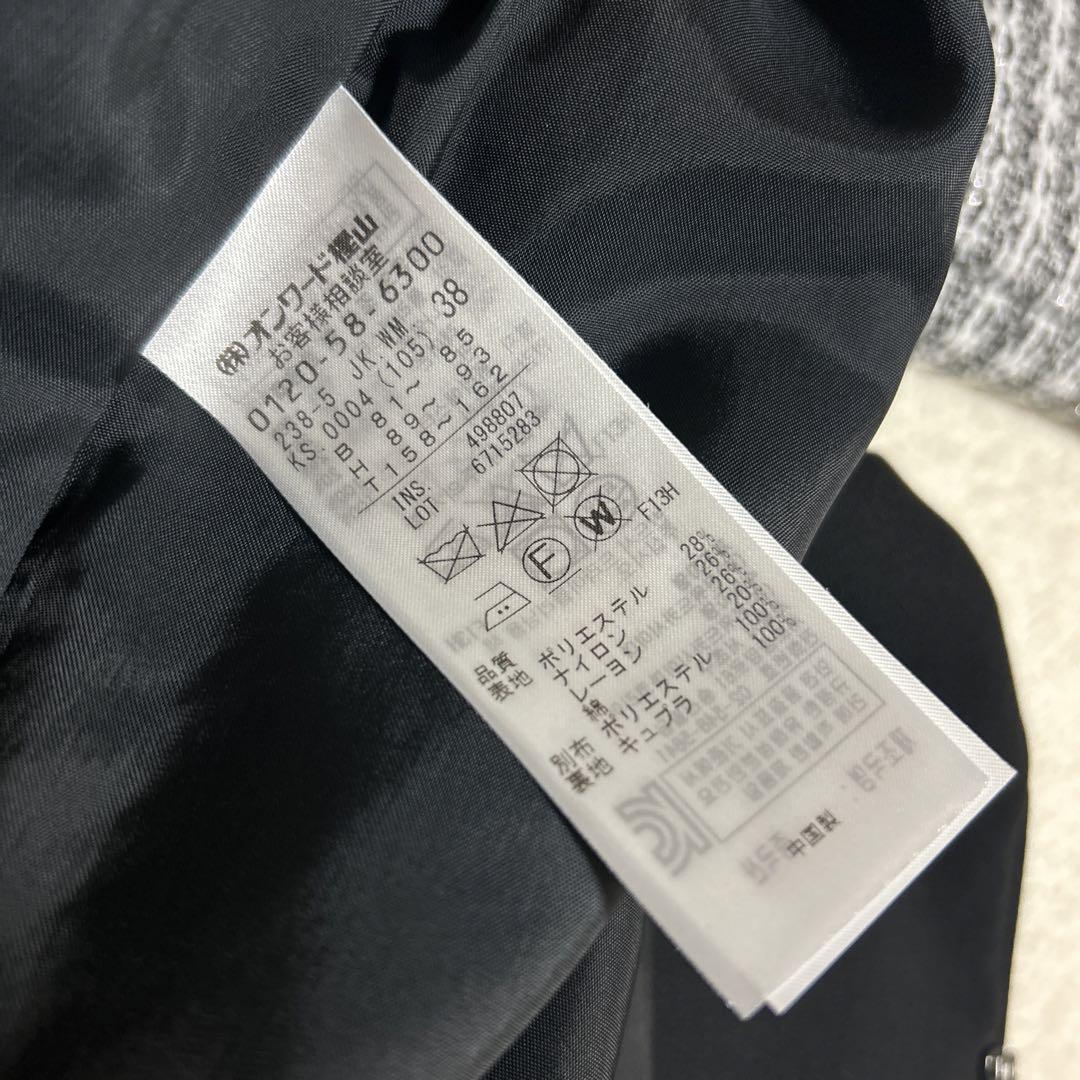 (株)オンワード樫山
お客様相談室
0120-58-6300
238-5 JK WM 38
KS.0004(105)
B 81~ 85
H 89~ 93
T 158~162
INS. 498807
LOT 6715283
F
W
F13H
品質
表地 ポリエステル 28%
ナイロン 26%
レーヨン 26%
綿 20%
別布 ポリエステル 100%
裏地 キュプラ 100%
中国製